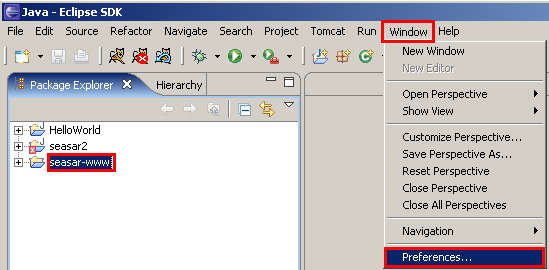 Java - Eclipse SDK
File Edit Source Refactor Navigate Search Project Tomcat Run Window Help
Package Explorer Hierarchy
HelloWorld
seasar2
seasar-www
New Window
New Editor
Open Perspective
Show View
Customize Perspective...
Save Perspective As...
Reset Perspective
Close Perspective
Close All Perspectives
Navigation
Preferences...